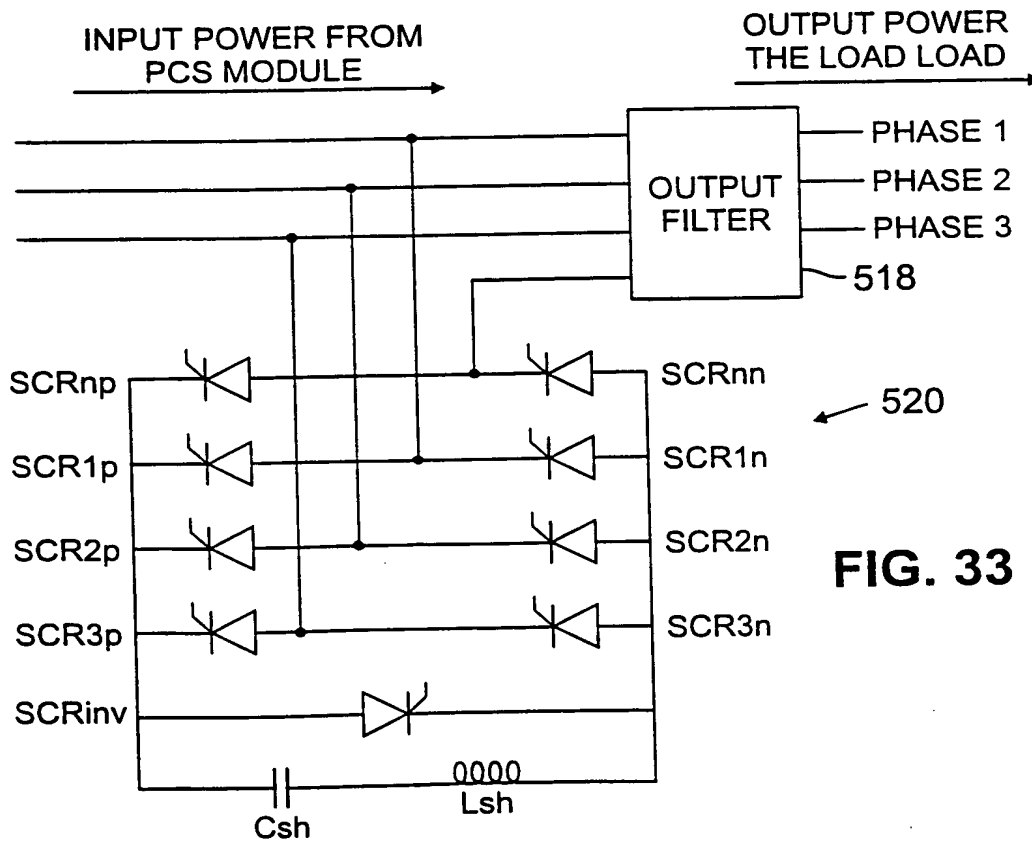 INPUT POWER FROM
PCS MODULE
OUTPUT POWER
THE LOAD LOAD
PHASE 1
PHASE 2
PHASE 3
OUTPUT
FILTER
518
SCRnp
SCRnn
520
SCR1p
SCR1n
SCR2p
SCR2n
FIG. 33
SCR3p
SCR3n
SCRinv
Csh
Lsh